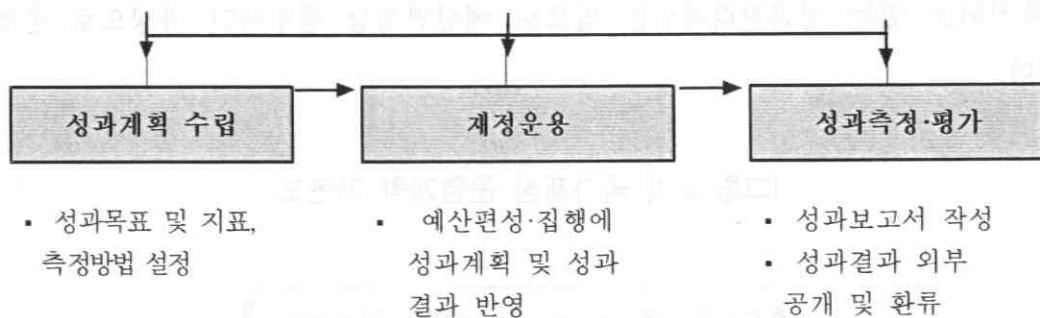 성과계획 수립
재정운용
성과측정·평가
▪ 성과목표 및 지표,
측정방법 설정
▪ 예산편성·집행에
성과계획 및 성과
결과 반영
▪ 성과보고서 작성
▪ 성과결과 외부
공개 및 환류